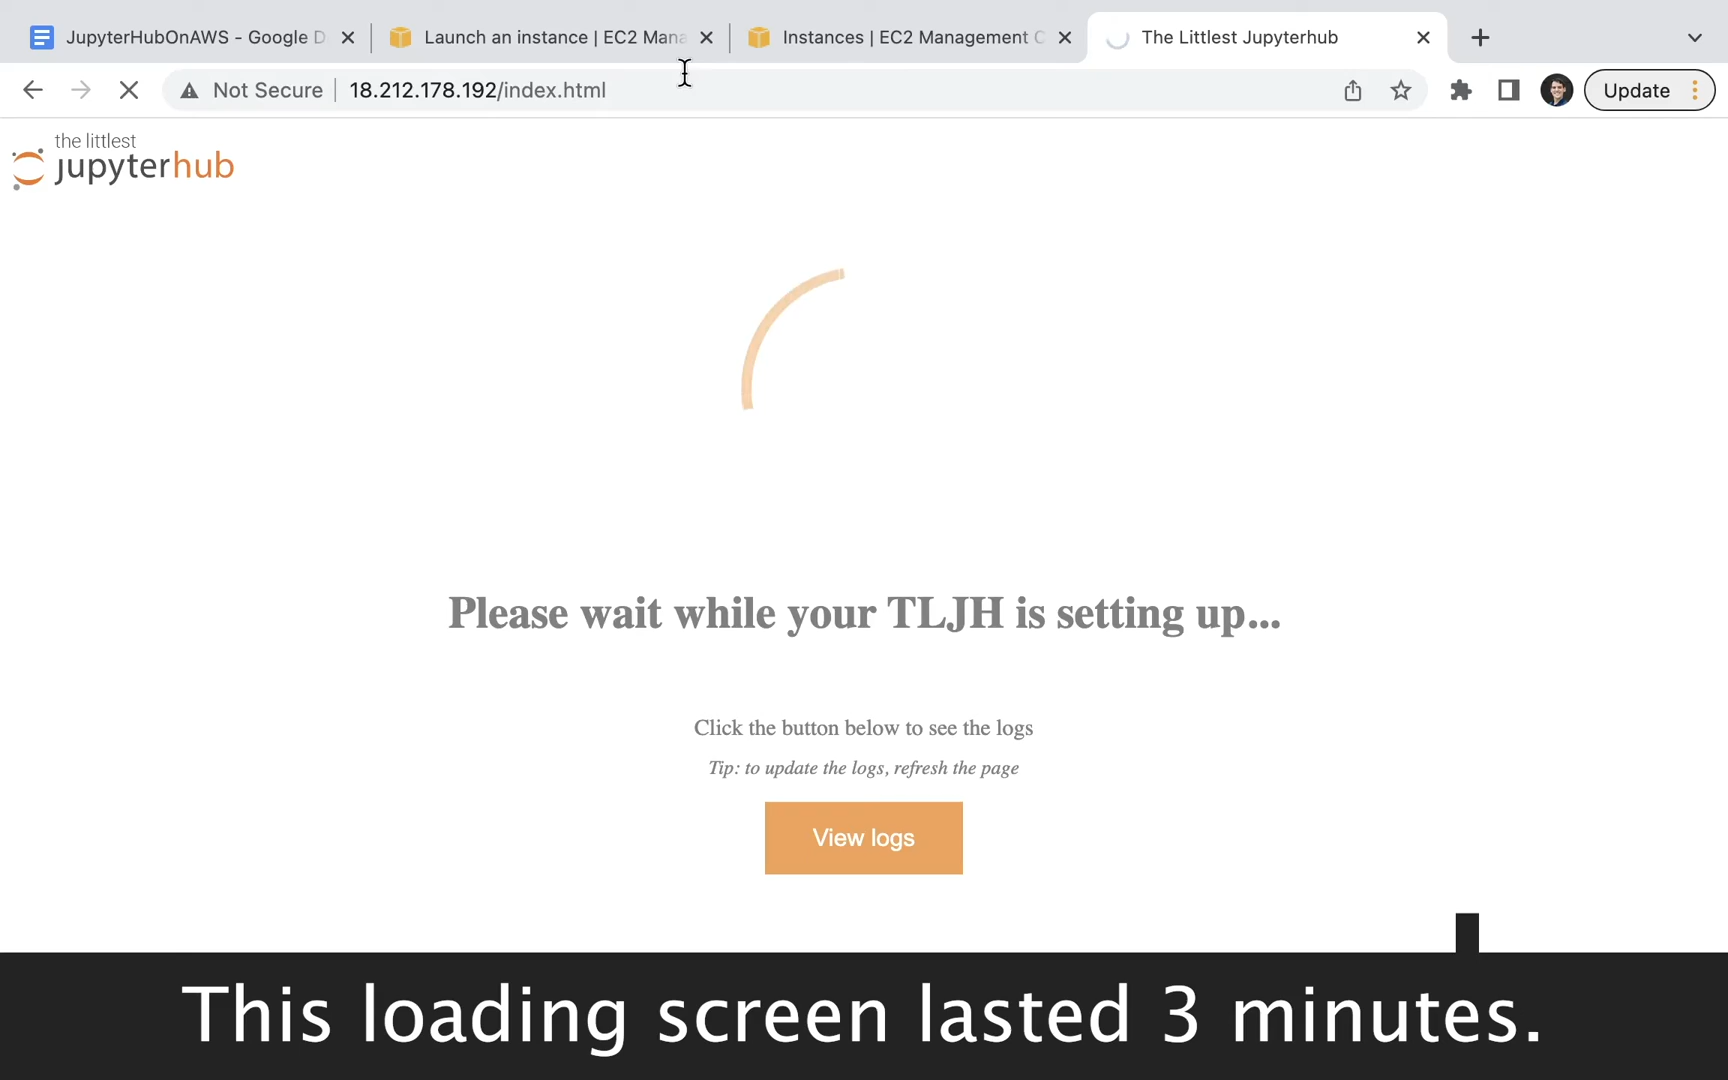 JupyterHubOnAWS - Google D
Launch an instance | EC2 Mana
Instances | EC2 Management C
The Littlest Jupyterhub
Not Secure
18.212.178.192/index.html
Update
the littlest
jupyterhub
Please wait while your TLJH is setting up...
Click the button below to see the logs
Tip: to update the logs, refresh the page
View logs
This loading screen lasted 3 minutes.